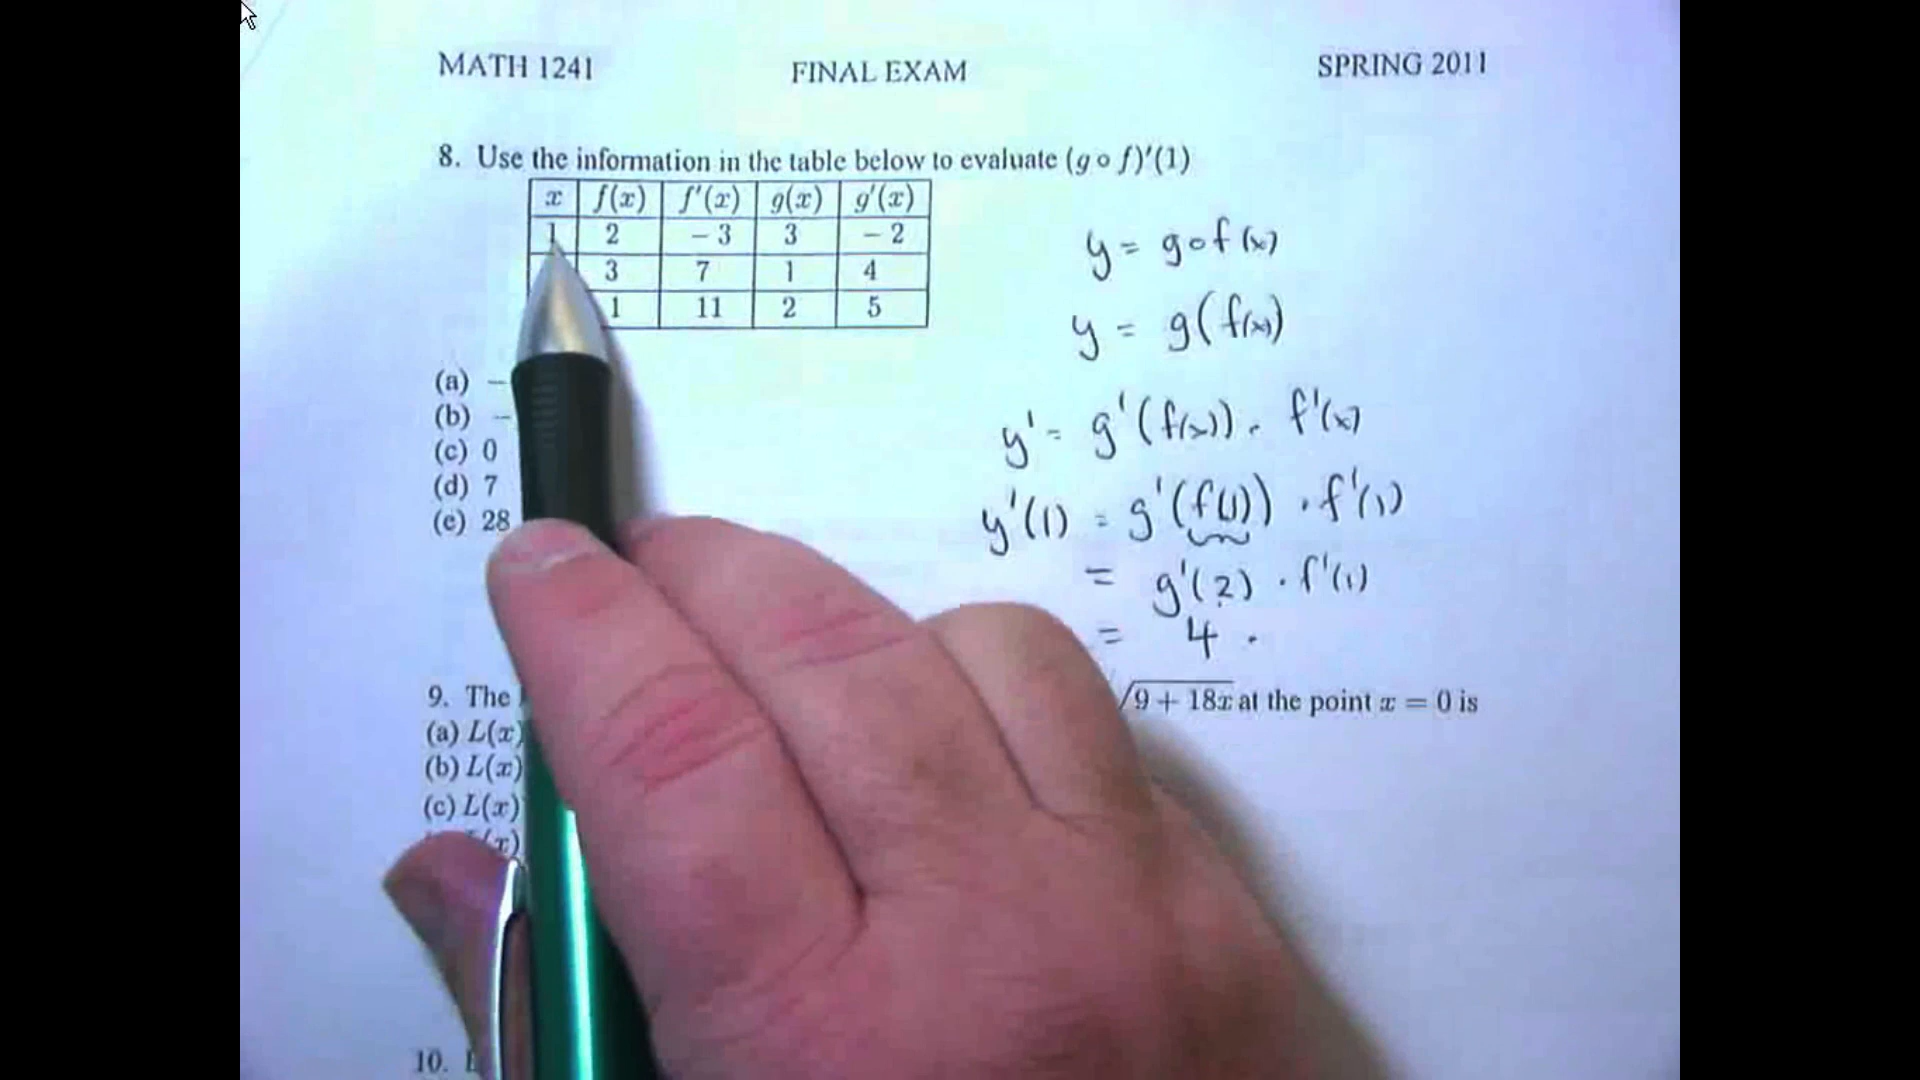 MATH 1241 FINAL EXAM SPRING 2011
8. Use the information in the table below to evaluate (g ∘ f)′(1)
x f(x) f′(x) g(x) g′(x)
1 2 − 3 3 − 2
3 7 1 4
1 11 2 5
y = g∘f(x)
y = g(f(x))
(a) −
(b) −
(c) 0
(d) 7
(e) 28
y′ = g′(f(x)) · f′(x)
y′(1) = g′(f(1)) · f′(1)
= g′(2) · f′(1)
= 4 ·
9. The √9 + 18x at the point x = 0 is
(a) L(x)
(b) L(x)
(c) L(x)
L(x)
10.